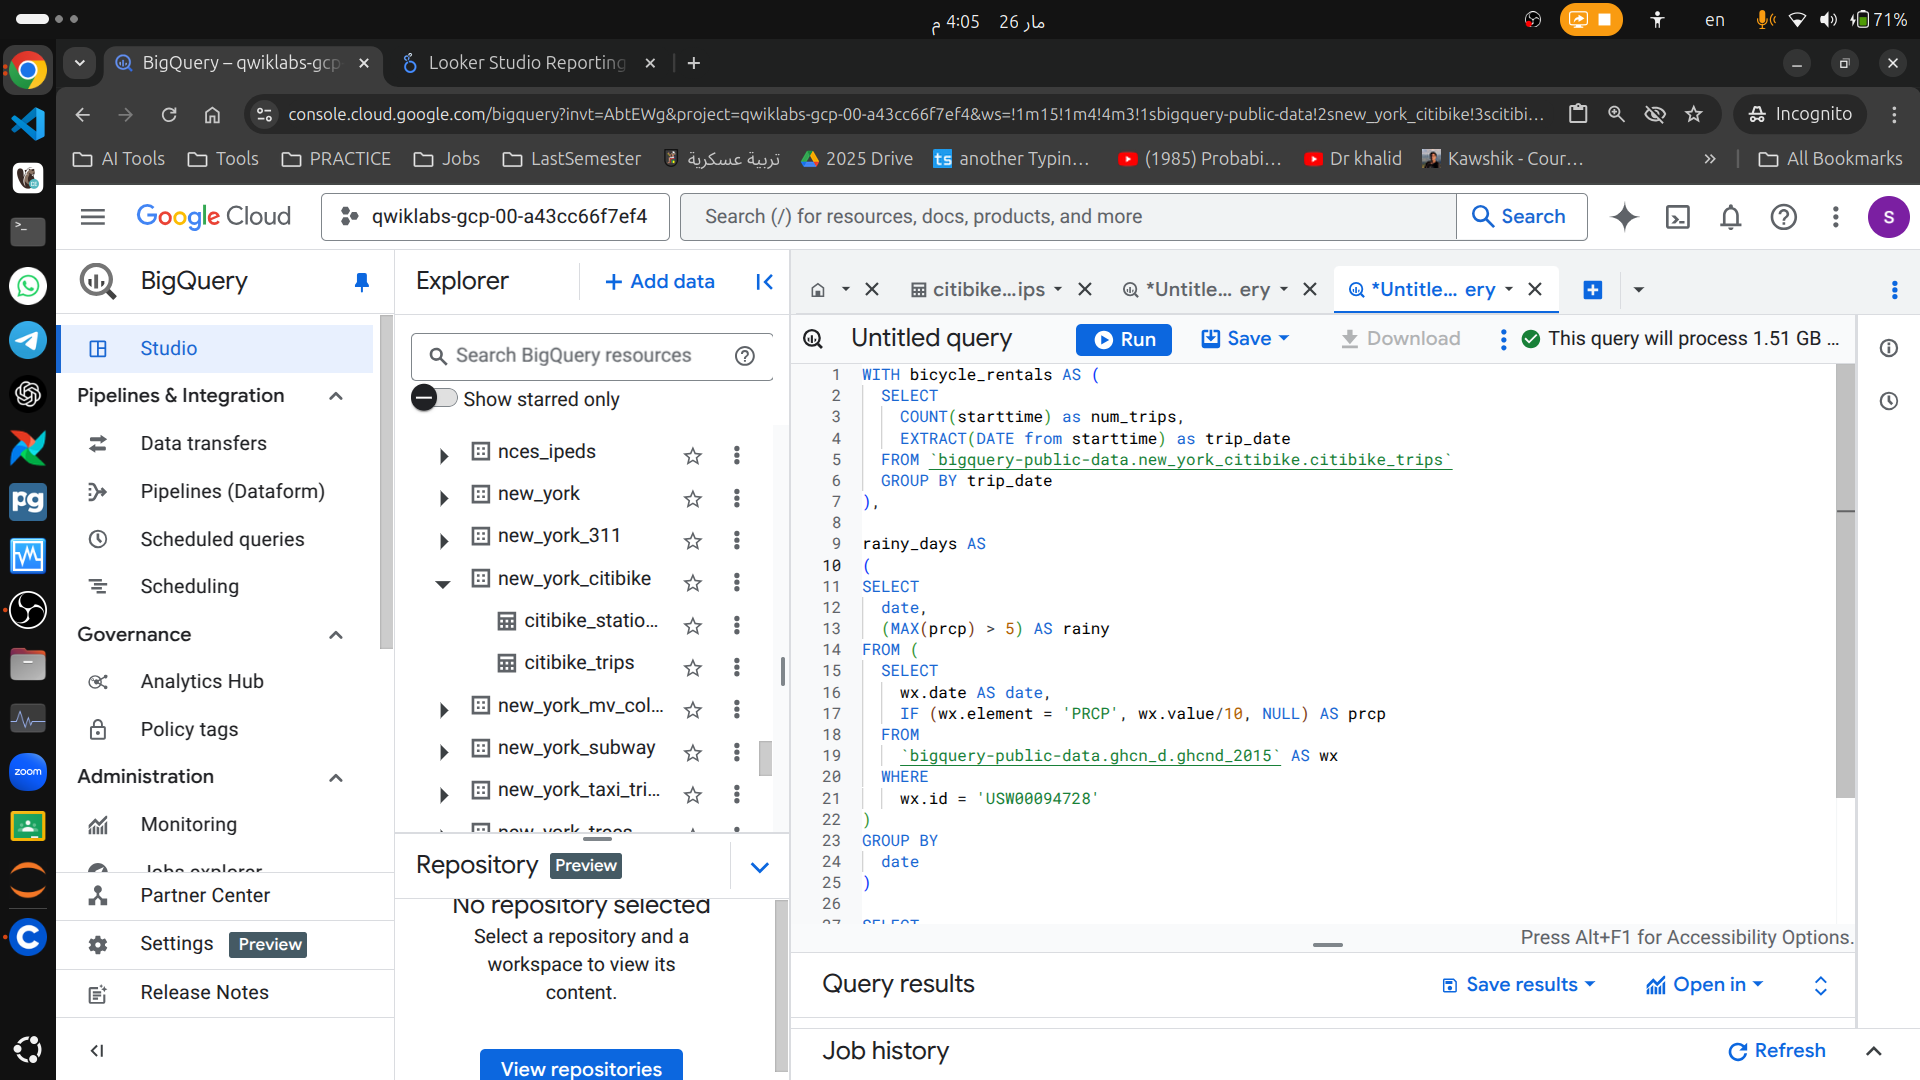 مار 26   4:05 م
en
71%
BigQuery – qwiklabs-gcp-
Looker Studio Reporting
console.cloud.google.com/bigquery?invt=AbtEWg&project=qwiklabs-gcp-00-a43cc66f7ef4&ws=!1m15!1m4!4m3!1sbigquery-public-data!2snew_york_citibike!3scitibi...
Incognito
AI Tools
Tools
PRACTICE
Jobs
LastSemester
تربية عسكرية
2025 Drive
another Typin...
(1985) Probabi...
Dr khalid
Kawshik - Cour...
»
All Bookmarks
Google Cloud
qwiklabs-gcp-00-a43cc66f7ef4
Search (/) for resources, docs, products, and more
Search
S
BigQuery
Studio
Pipelines & Integration
Data transfers
Pipelines (Dataform)
Scheduled queries
Scheduling
Governance
Analytics Hub
Policy tags
Administration
Monitoring
Jobs explorer
Partner Center
Settings Preview
Release Notes
Explorer
+ Add data
Search BigQuery resources
Show starred only
nces_ipeds
new_york
new_york_311
new_york_citibike
citibike_statio...
citibike_trips
new_york_mv_col...
new_york_subway
new_york_taxi_tri...
new_york_trees
Repository Preview
No repository selected
Select a repository and a
workspace to view its
content.
View repositories
citibike...ips
*Untitle... ery
*Untitle... ery
Untitled query
Run
Save
Download
This query will process 1.51 GB ...
1 WITH bicycle_rentals AS (
2 SELECT
3 COUNT(starttime) as num_trips,
4 EXTRACT(DATE from starttime) as trip_date
5 FROM `bigquery-public-data.new_york_citibike.citibike_trips`
6 GROUP BY trip_date
7 ),
8
9 rainy_days AS
10 (
11 SELECT
12 date,
13 (MAX(prcp) > 5) AS rainy
14 FROM (
15 SELECT
16 wx.date AS date,
17 IF (wx.element = 'PRCP', wx.value/10, NULL) AS prcp
18 FROM
19 `bigquery-public-data.ghcn_d.ghcnd_2015` AS wx
20 WHERE
21 wx.id = 'USW00094728'
22 )
23 GROUP BY
24 date
25 )
26
27 SELECT
Press Alt+F1 for Accessibility Options.
Query results
Save results
Open in
Job history
Refresh
pg
zoom
C